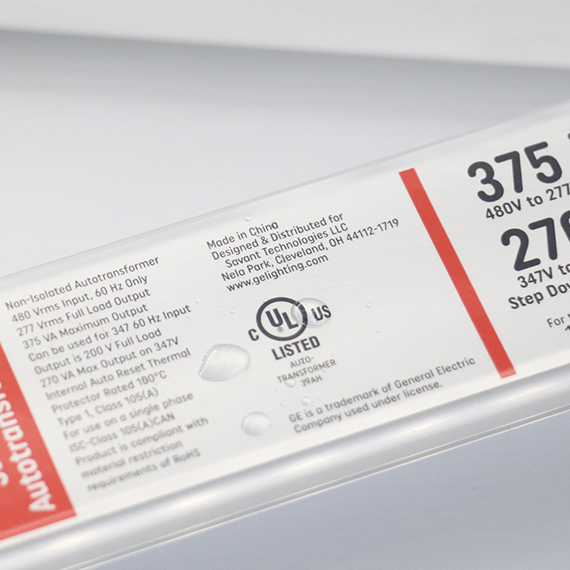 Autotransf
Non-Isolated Autotransformer
480 Vrms Input, 60 Hz Only
277 Vrms Full Load Output
375 VA Maximum Output
Can be used for 347 60 Hz Input
Output is 200 V Full Load
270 VA Max Output on 347V
Internal Auto Reset Thermal
Protector Rated 180°C
Type 1, Class 105(A)
For use on a single phase
ISC-Class 105(A)CAN
Product is compliant with
material restriction
requirements of RoHS
Made in China
Designed & Distributed for
Savant Technologies LLC
Nela Park, Cleveland, OH 44112-1719
www.gelighting.com
C UL US
LISTED
AUTO-
TRANSFORMER
39AH
GE is a trademark of General Electric
Company used under license.
375
480V to 277
270
347V to
Step Dow
For